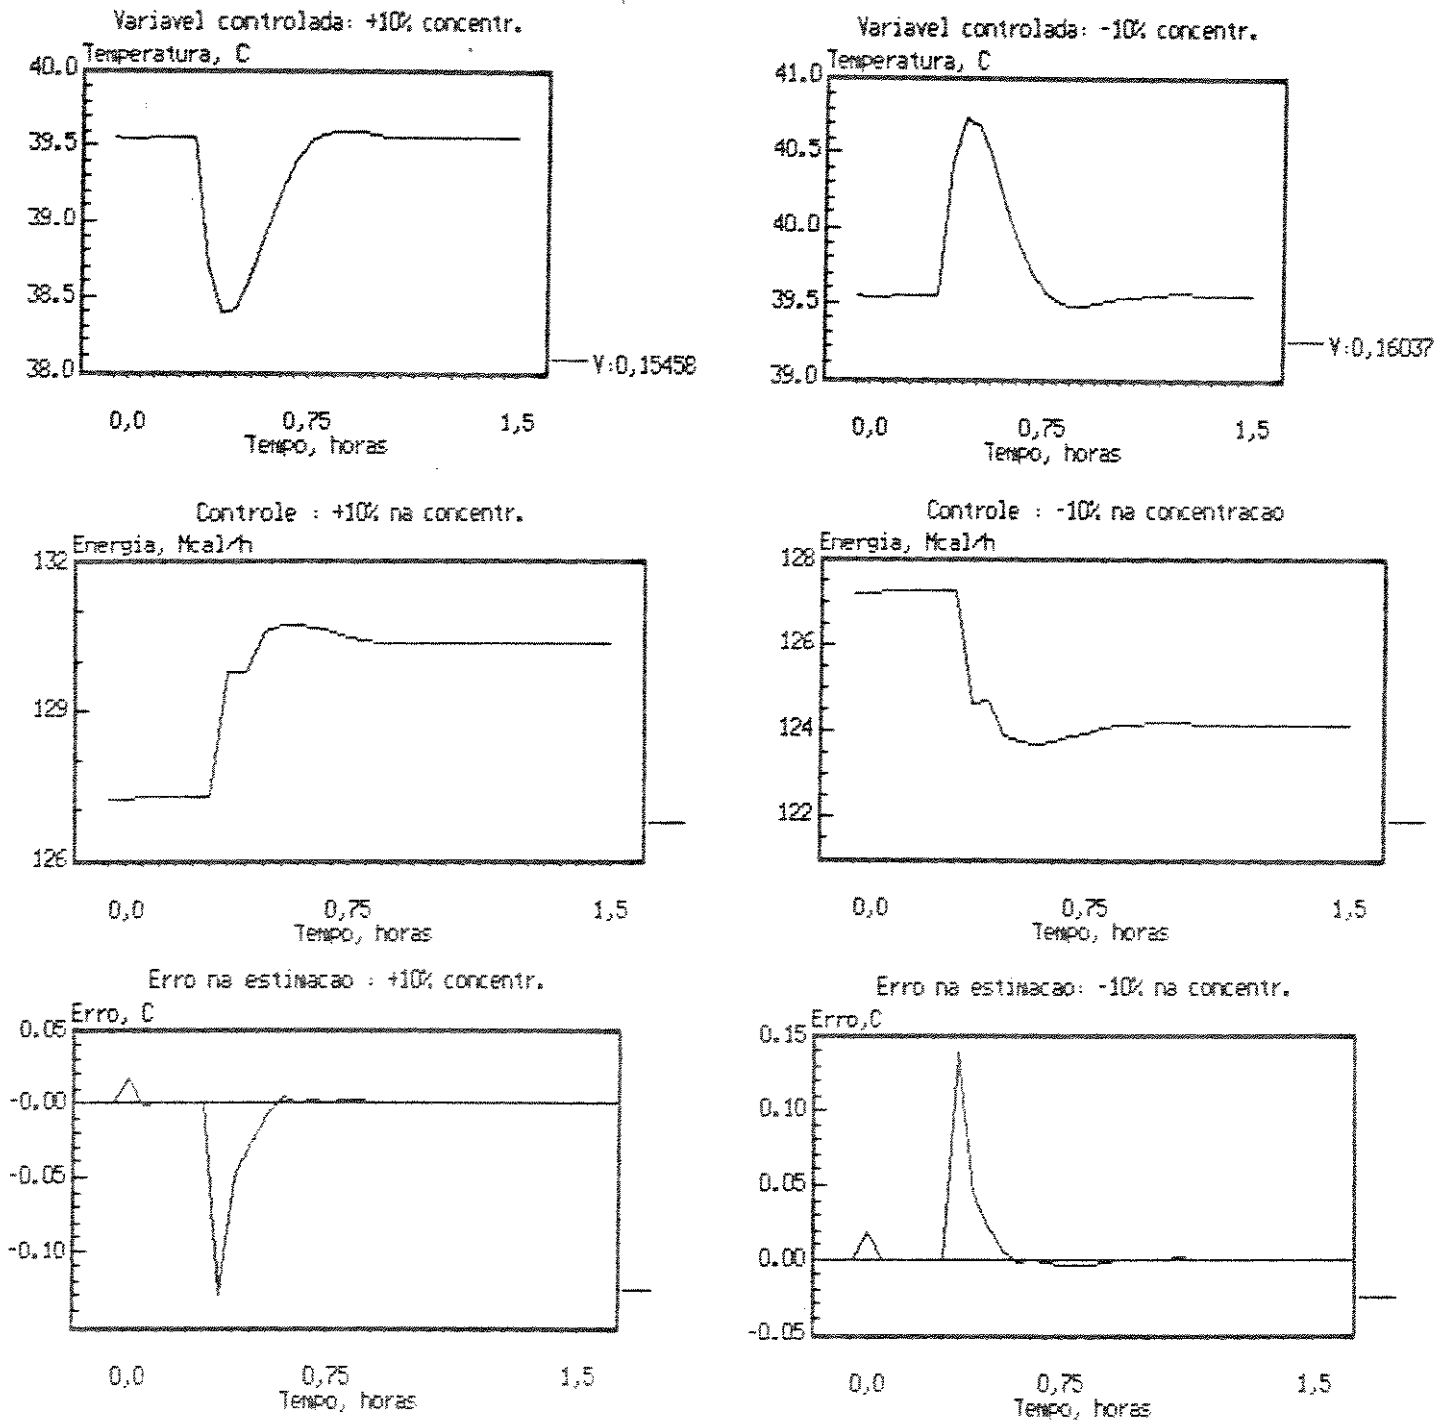 Variavel controlada: +10% concentr.
Temperatura, C
40.0
39.5
39.0
38.5
38.0
V:0,15458
0,0 0,75 1,5
Tempo, horas
Variavel controlada: -10% concentr.
Temperatura, C
41.0
40.5
40.0
39.5
39.0
V:0,16037
0,0 0,75 1,5
Tempo, horas
Controle : +10% na concentr.
Energia, Mcal/h
132
129
126
0,0 0,75 1,5
Tempo, horas
Controle : -10% na concentracao
Energia, Mcal/h
128
126
124
122
0,0 0,75 1,5
Tempo, horas
Erro na estimacao : +10% concentr.
Erro, C
0.05
-0.00
-0.05
-0.10
0,0 0,75 1,5
Tempo, horas
Erro na estimacao: -10% na concentr.
Erro,C
0.15
0.10
0.05
0.00
-0.05
0,0 0,75 1,5
Tempo, horas